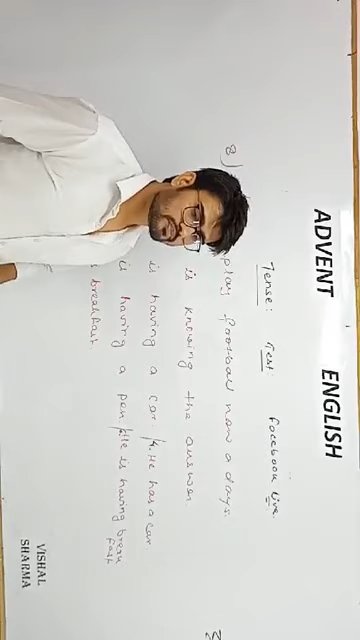 ADVENT ENGLISH
Tense: Test Facebook live
8)
play football now a days.
is knowing the answer
is having a car /. He has a car
is having a pen /. He is having break
fast
breakfast.
VISHAL
SHARMA